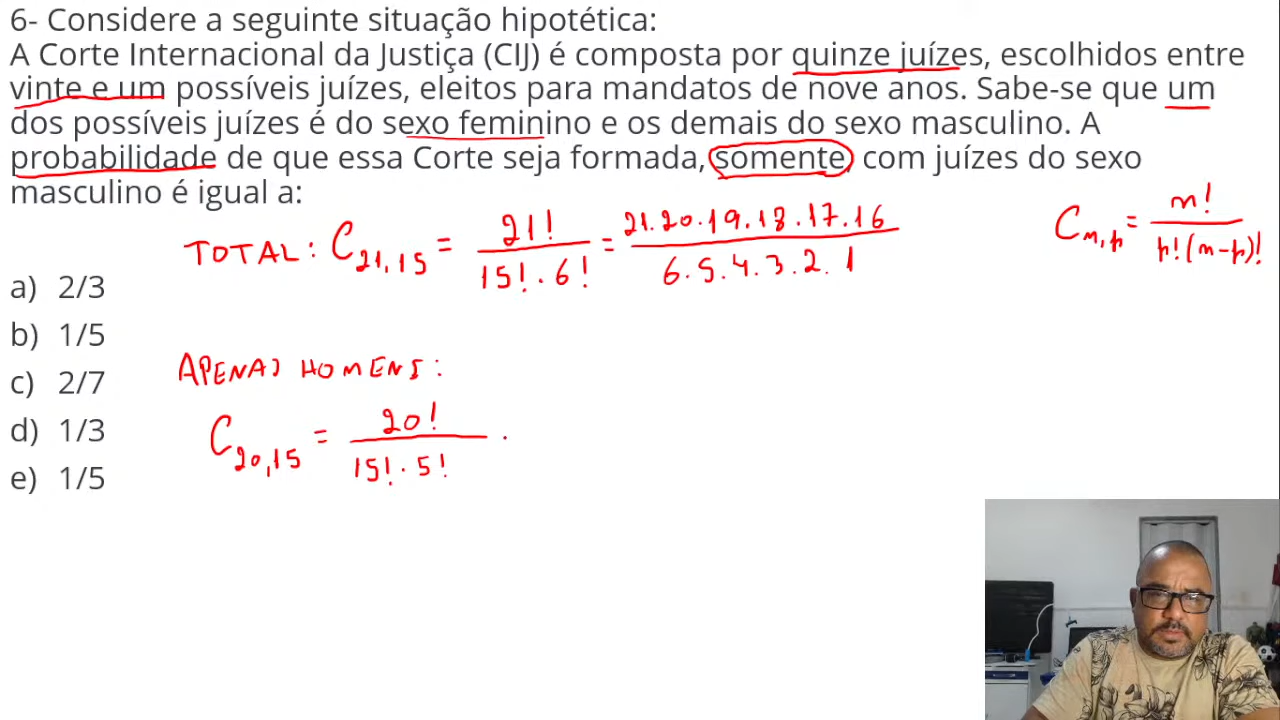 6- Considere a seguinte situação hipotética:
A Corte Internacional da Justiça (CIJ) é composta por quinze juízes, escolhidos entre
vinte e um possíveis juízes, eleitos para mandatos de nove anos. Sabe-se que um
dos possíveis juízes é do sexo feminino e os demais do sexo masculino. A
probabilidade de que essa Corte seja formada, somente com juízes do sexo
masculino é igual a:
TOTAL: C21,15 = 21!/15!.6! = 21.20.19.18.17.16/6.5.4.3.2.1
Cm,p = m!/p!(m-p)!
a) 2/3
b) 1/5
c) 2/7
d) 1/3
e) 1/5
APENAS HOMENS:
C20,15 = 20!/15!.5!